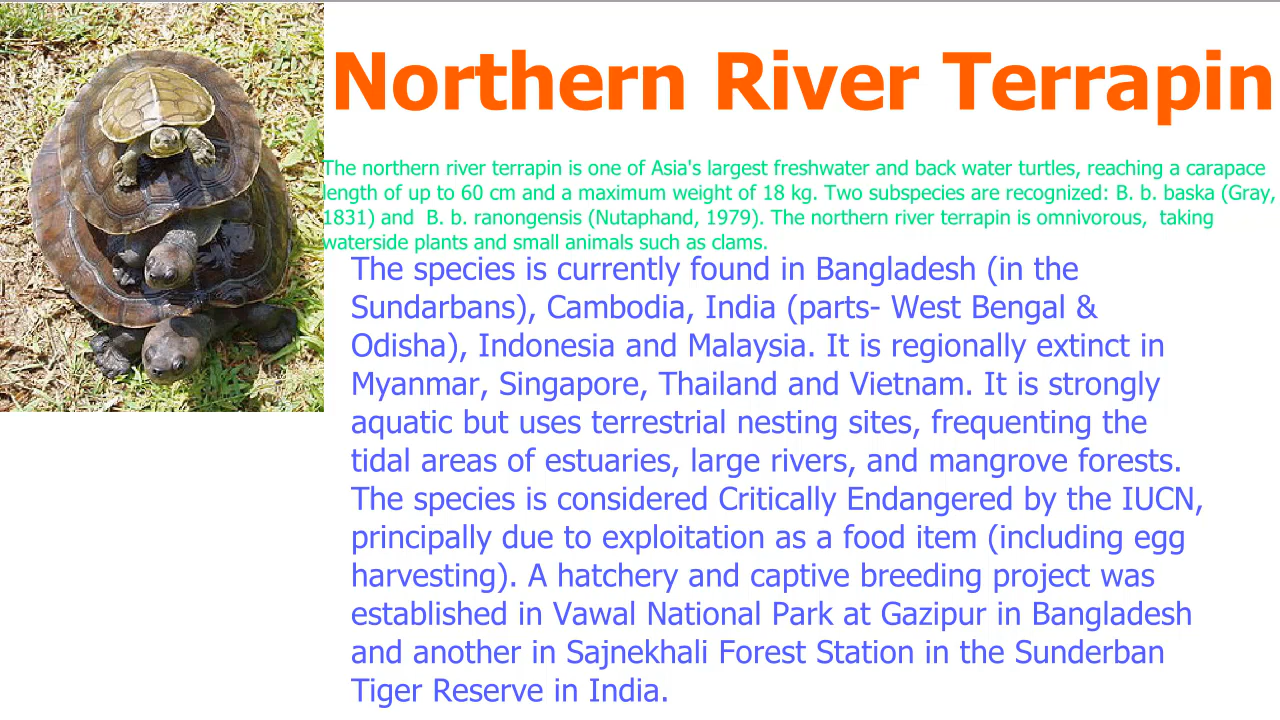 Northern River Terrapin
The northern river terrapin is one of Asia's largest freshwater and back water turtles, reaching a carapace
length of up to 60 cm and a maximum weight of 18 kg. Two subspecies are recognized: B. b. baska (Gray,
1831) and  B. b. ranongensis (Nutaphand, 1979). The northern river terrapin is omnivorous,  taking
waterside plants and small animals such as clams.
The species is currently found in Bangladesh (in the
Sundarbans), Cambodia, India (parts- West Bengal &
Odisha), Indonesia and Malaysia. It is regionally extinct in
Myanmar, Singapore, Thailand and Vietnam. It is strongly
aquatic but uses terrestrial nesting sites, frequenting the
tidal areas of estuaries, large rivers, and mangrove forests.
The species is considered Critically Endangered by the IUCN,
principally due to exploitation as a food item (including egg
harvesting). A hatchery and captive breeding project was
established in Vawal National Park at Gazipur in Bangladesh
and another in Sajnekhali Forest Station in the Sunderban
Tiger Reserve in India.